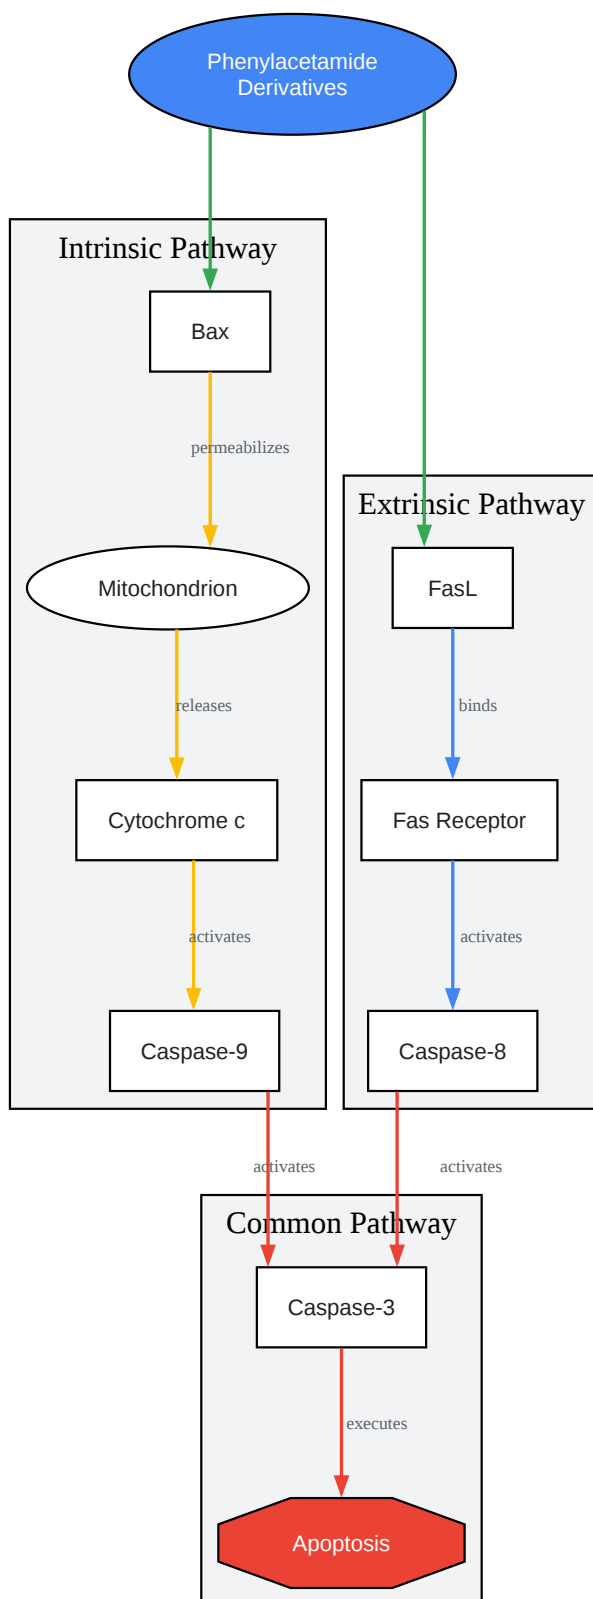 Phenylacetamide
Derivatives
Intrinsic Pathway
Bax
permeabilizes
Extrinsic Pathway
Mitochondrion
FasL
releases
binds
Cytochrome c
Fas Receptor
activates
activates
Caspase-9
Caspase-8
activates
activates
Common Pathway
Caspase-3
executes
Apoptosis